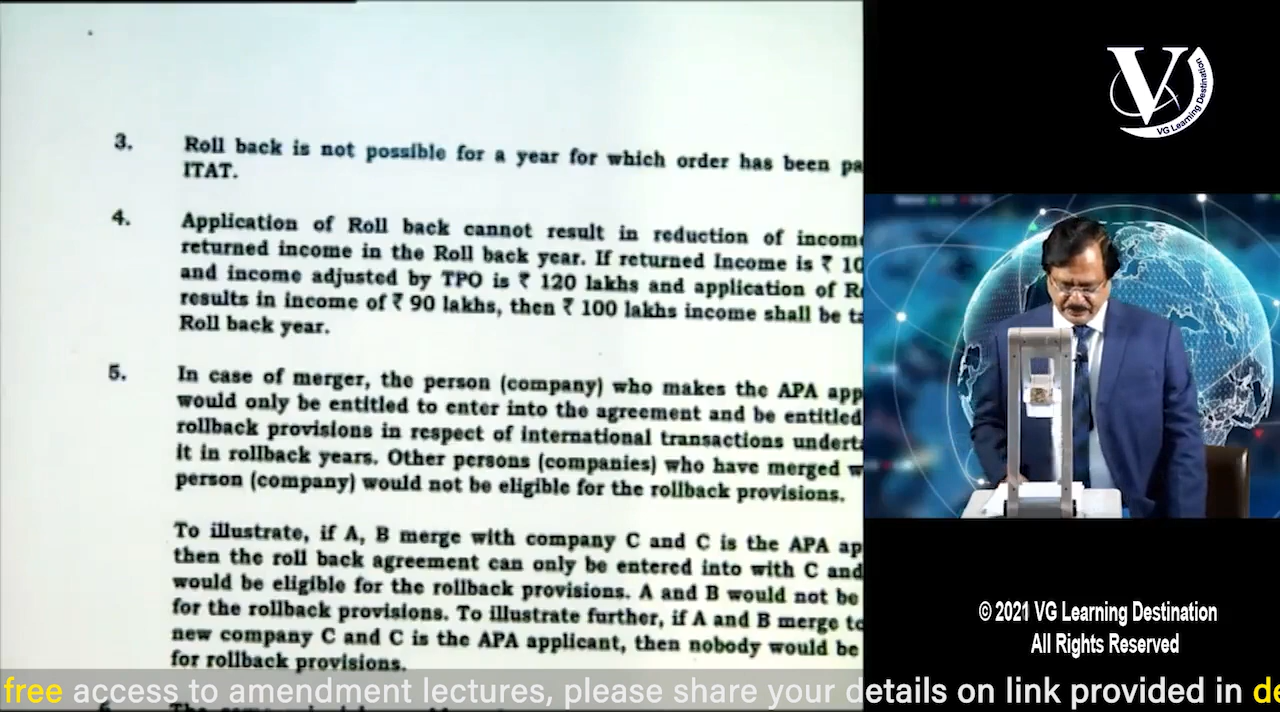 3. Roll back is not possible for a year for which order has been pa
ITAT.
4. Application of Roll back cannot result in reduction of income
returned income in the Roll back year. If returned Income is ₹ 10
and income adjusted by TPO is ₹ 120 lakhs and application of R
results in income of ₹ 90 lakhs, then ₹ 100 lakhs income shall be ta
Roll back year.
5. In case of merger, the person (company) who makes the APA app
would only be entitled to enter into the agreement and be entitled
rollback provisions in respect of international transactions underta
it in rollback years. Other persons (companies) who have merged w
person (company) would not be eligible for the rollback provisions.
To illustrate, if A, B merge with company C and C is the APA ap
then the roll back agreement can only be entered into with C and
would be eligible for the rollback provisions. A and B would not be
for the rollback provisions. To illustrate further, if A and B merge to
new company C and C is the APA applicant, then nobody would be
for rollback provisions.
V
VG Learning Destination
© 2021 VG Learning Destination
All Rights Reserved
free access to amendment lectures, please share your details on link provided in de